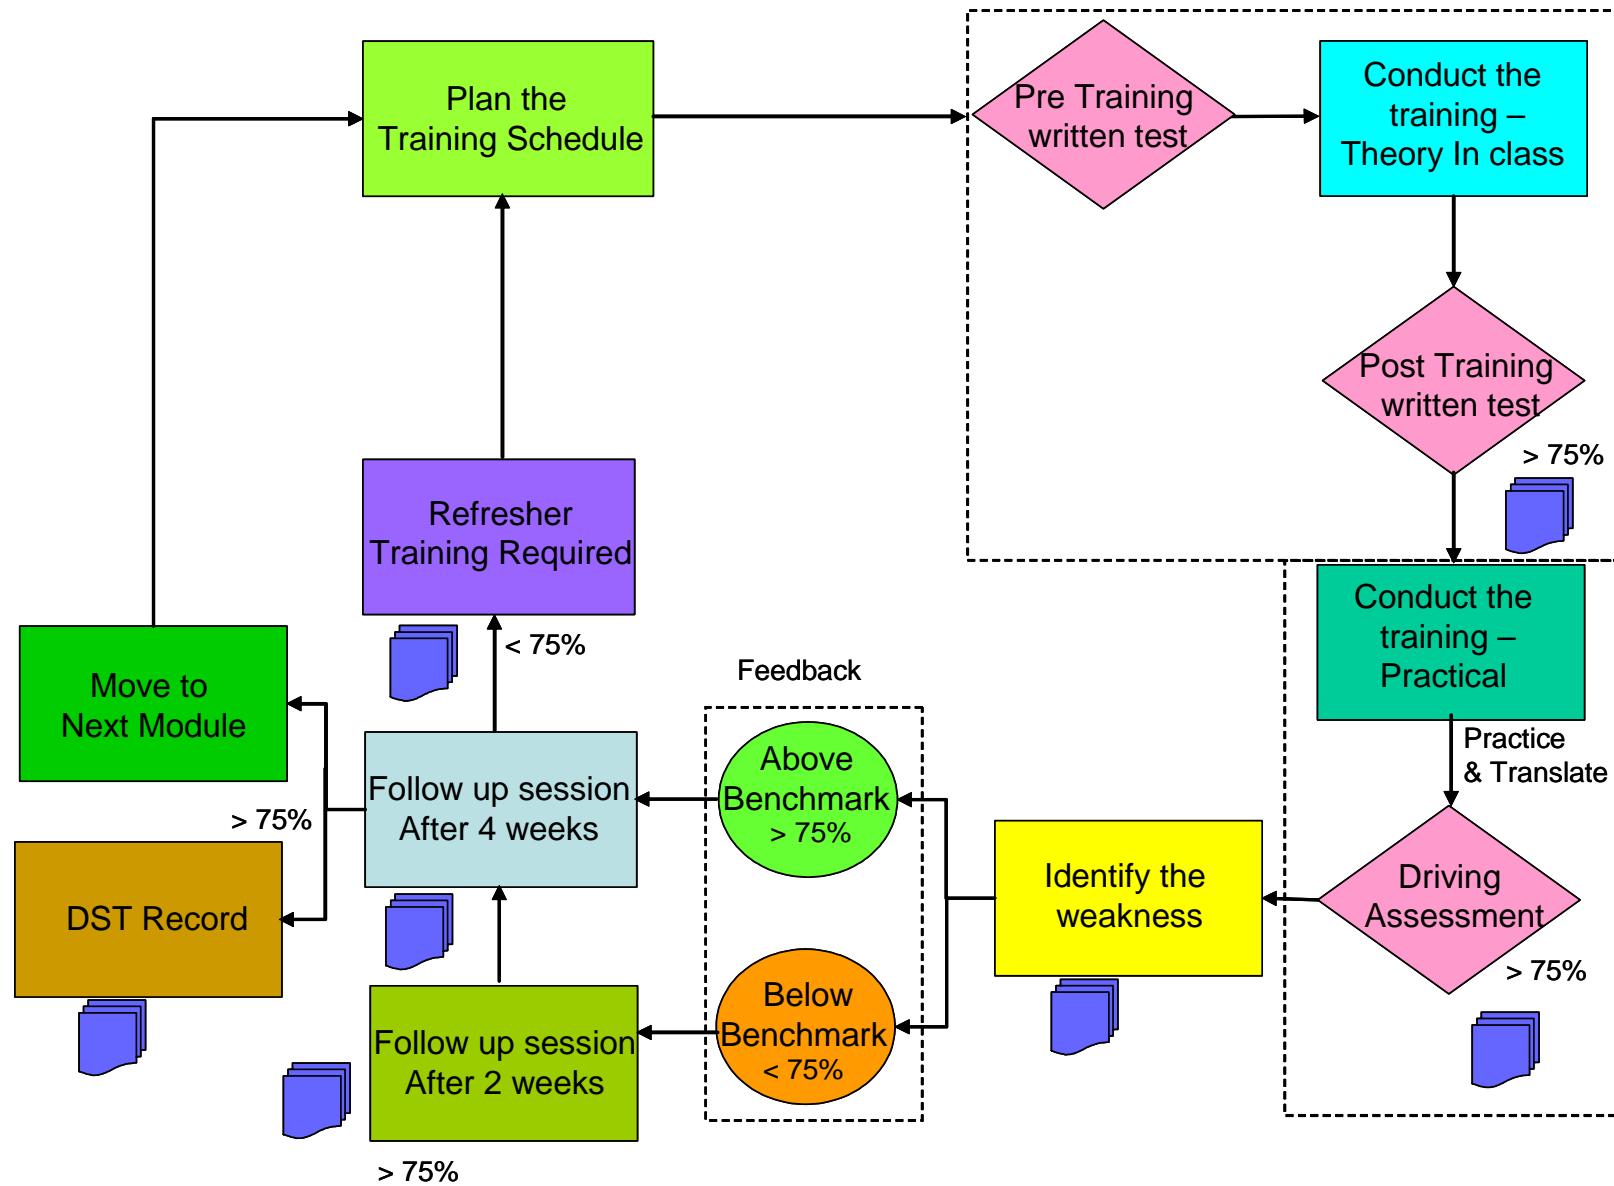 Plan the
Training Schedule
Pre Training
written test
Conduct the
training –
Theory In class
Post Training
written test
> 75%
Conduct the
training –
Practical
Practice
& Translate
Driving
Assessment
> 75%
Identify the
weakness
Feedback
Above
Benchmark
> 75%
Below
Benchmark
< 75%
Follow up session
After 2 weeks
> 75%
Follow up session
After 4 weeks
< 75%
Refresher
Training Required
> 75%
Move to
Next Module
DST Record